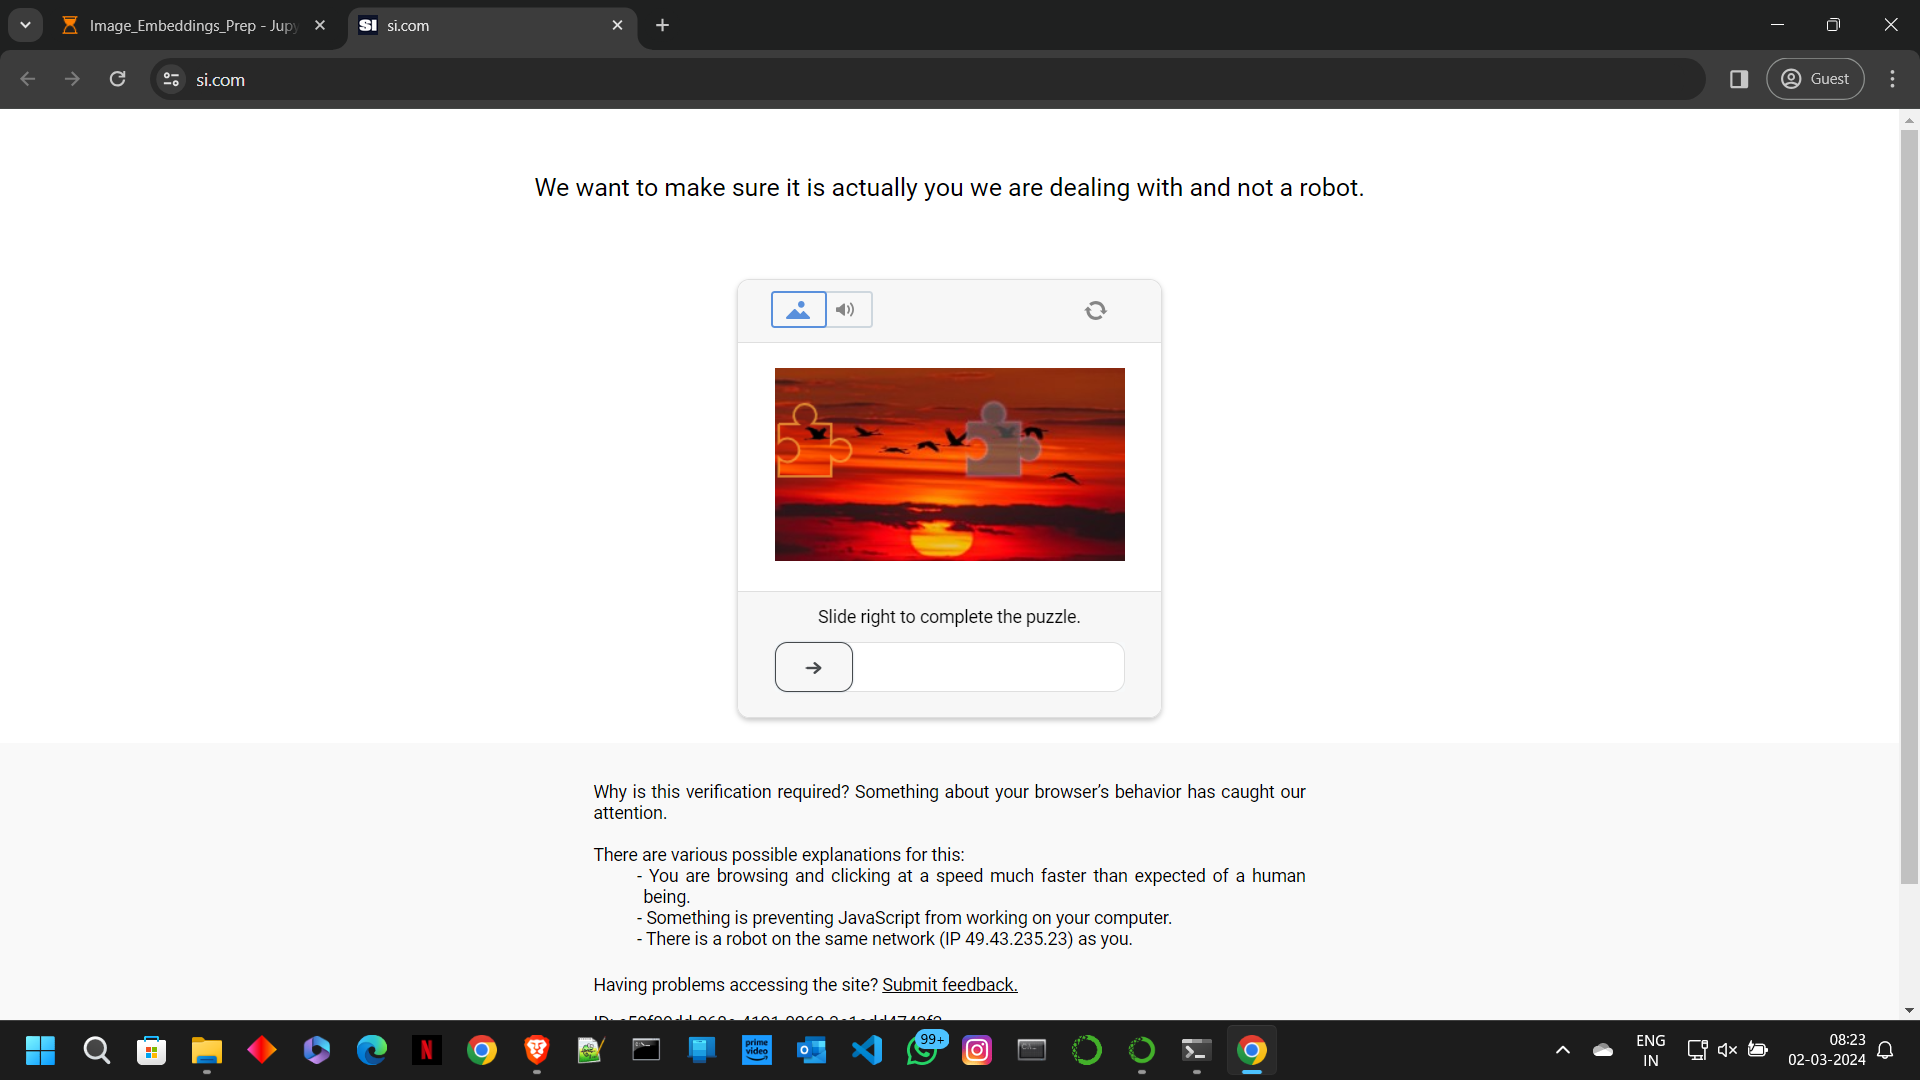 Image_Embeddings_Prep - Jupy
SI si.com
si.com
Guest
We want to make sure it is actually you we are dealing with and not a robot.
Slide right to complete the puzzle.
Why is this verification required? Something about your browser's behavior has caught our
attention.
There are various possible explanations for this:
- You are browsing and clicking at a speed much faster than expected of a human
being.
- Something is preventing JavaScript from working on your computer.
- There is a robot on the same network (IP 49.43.235.23) as you.
Having problems accessing the site? Submit feedback.
N
prime
video
99+
ENG
IN
08:23
02-03-2024